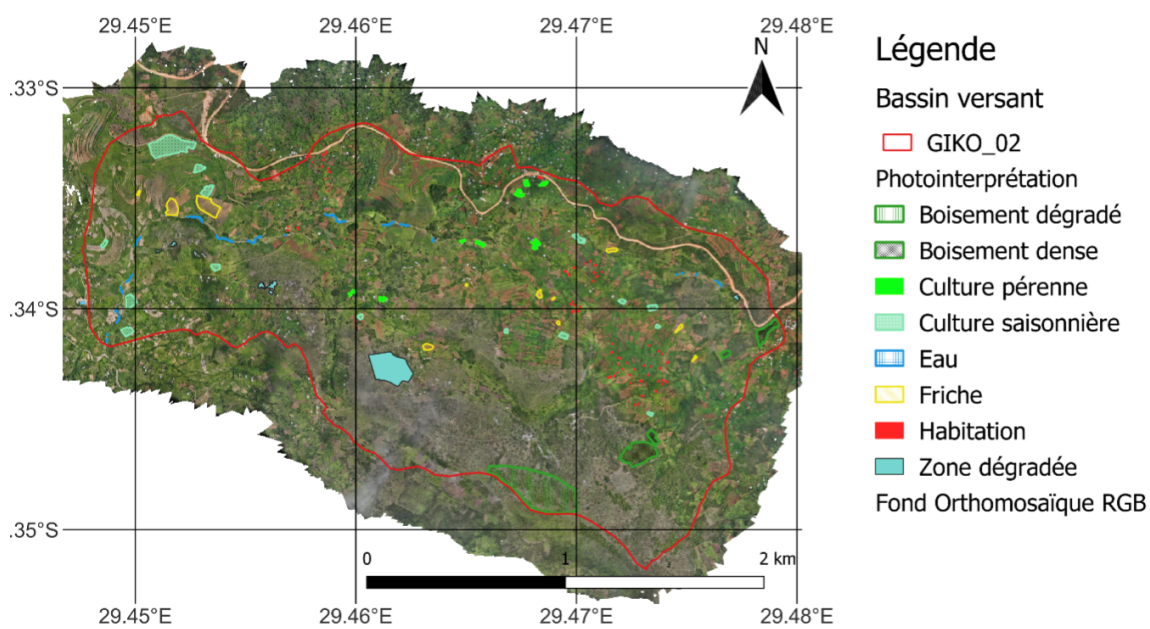 29.45°E 29.46°E 29.47°E 29.48°E
N
.33°S
.34°S
.35°S
0 1 2 km
29.45°E 29.46°E 29.47°E 29.48°E
Légende
Bassin versant
GIKO_02
Photointerprétation
Boisement dégradé
Boisement dense
Culture pérenne
Culture saisonnière
Eau
Friche
Habitation
Zone dégradée
Fond Orthomosaïque RGB